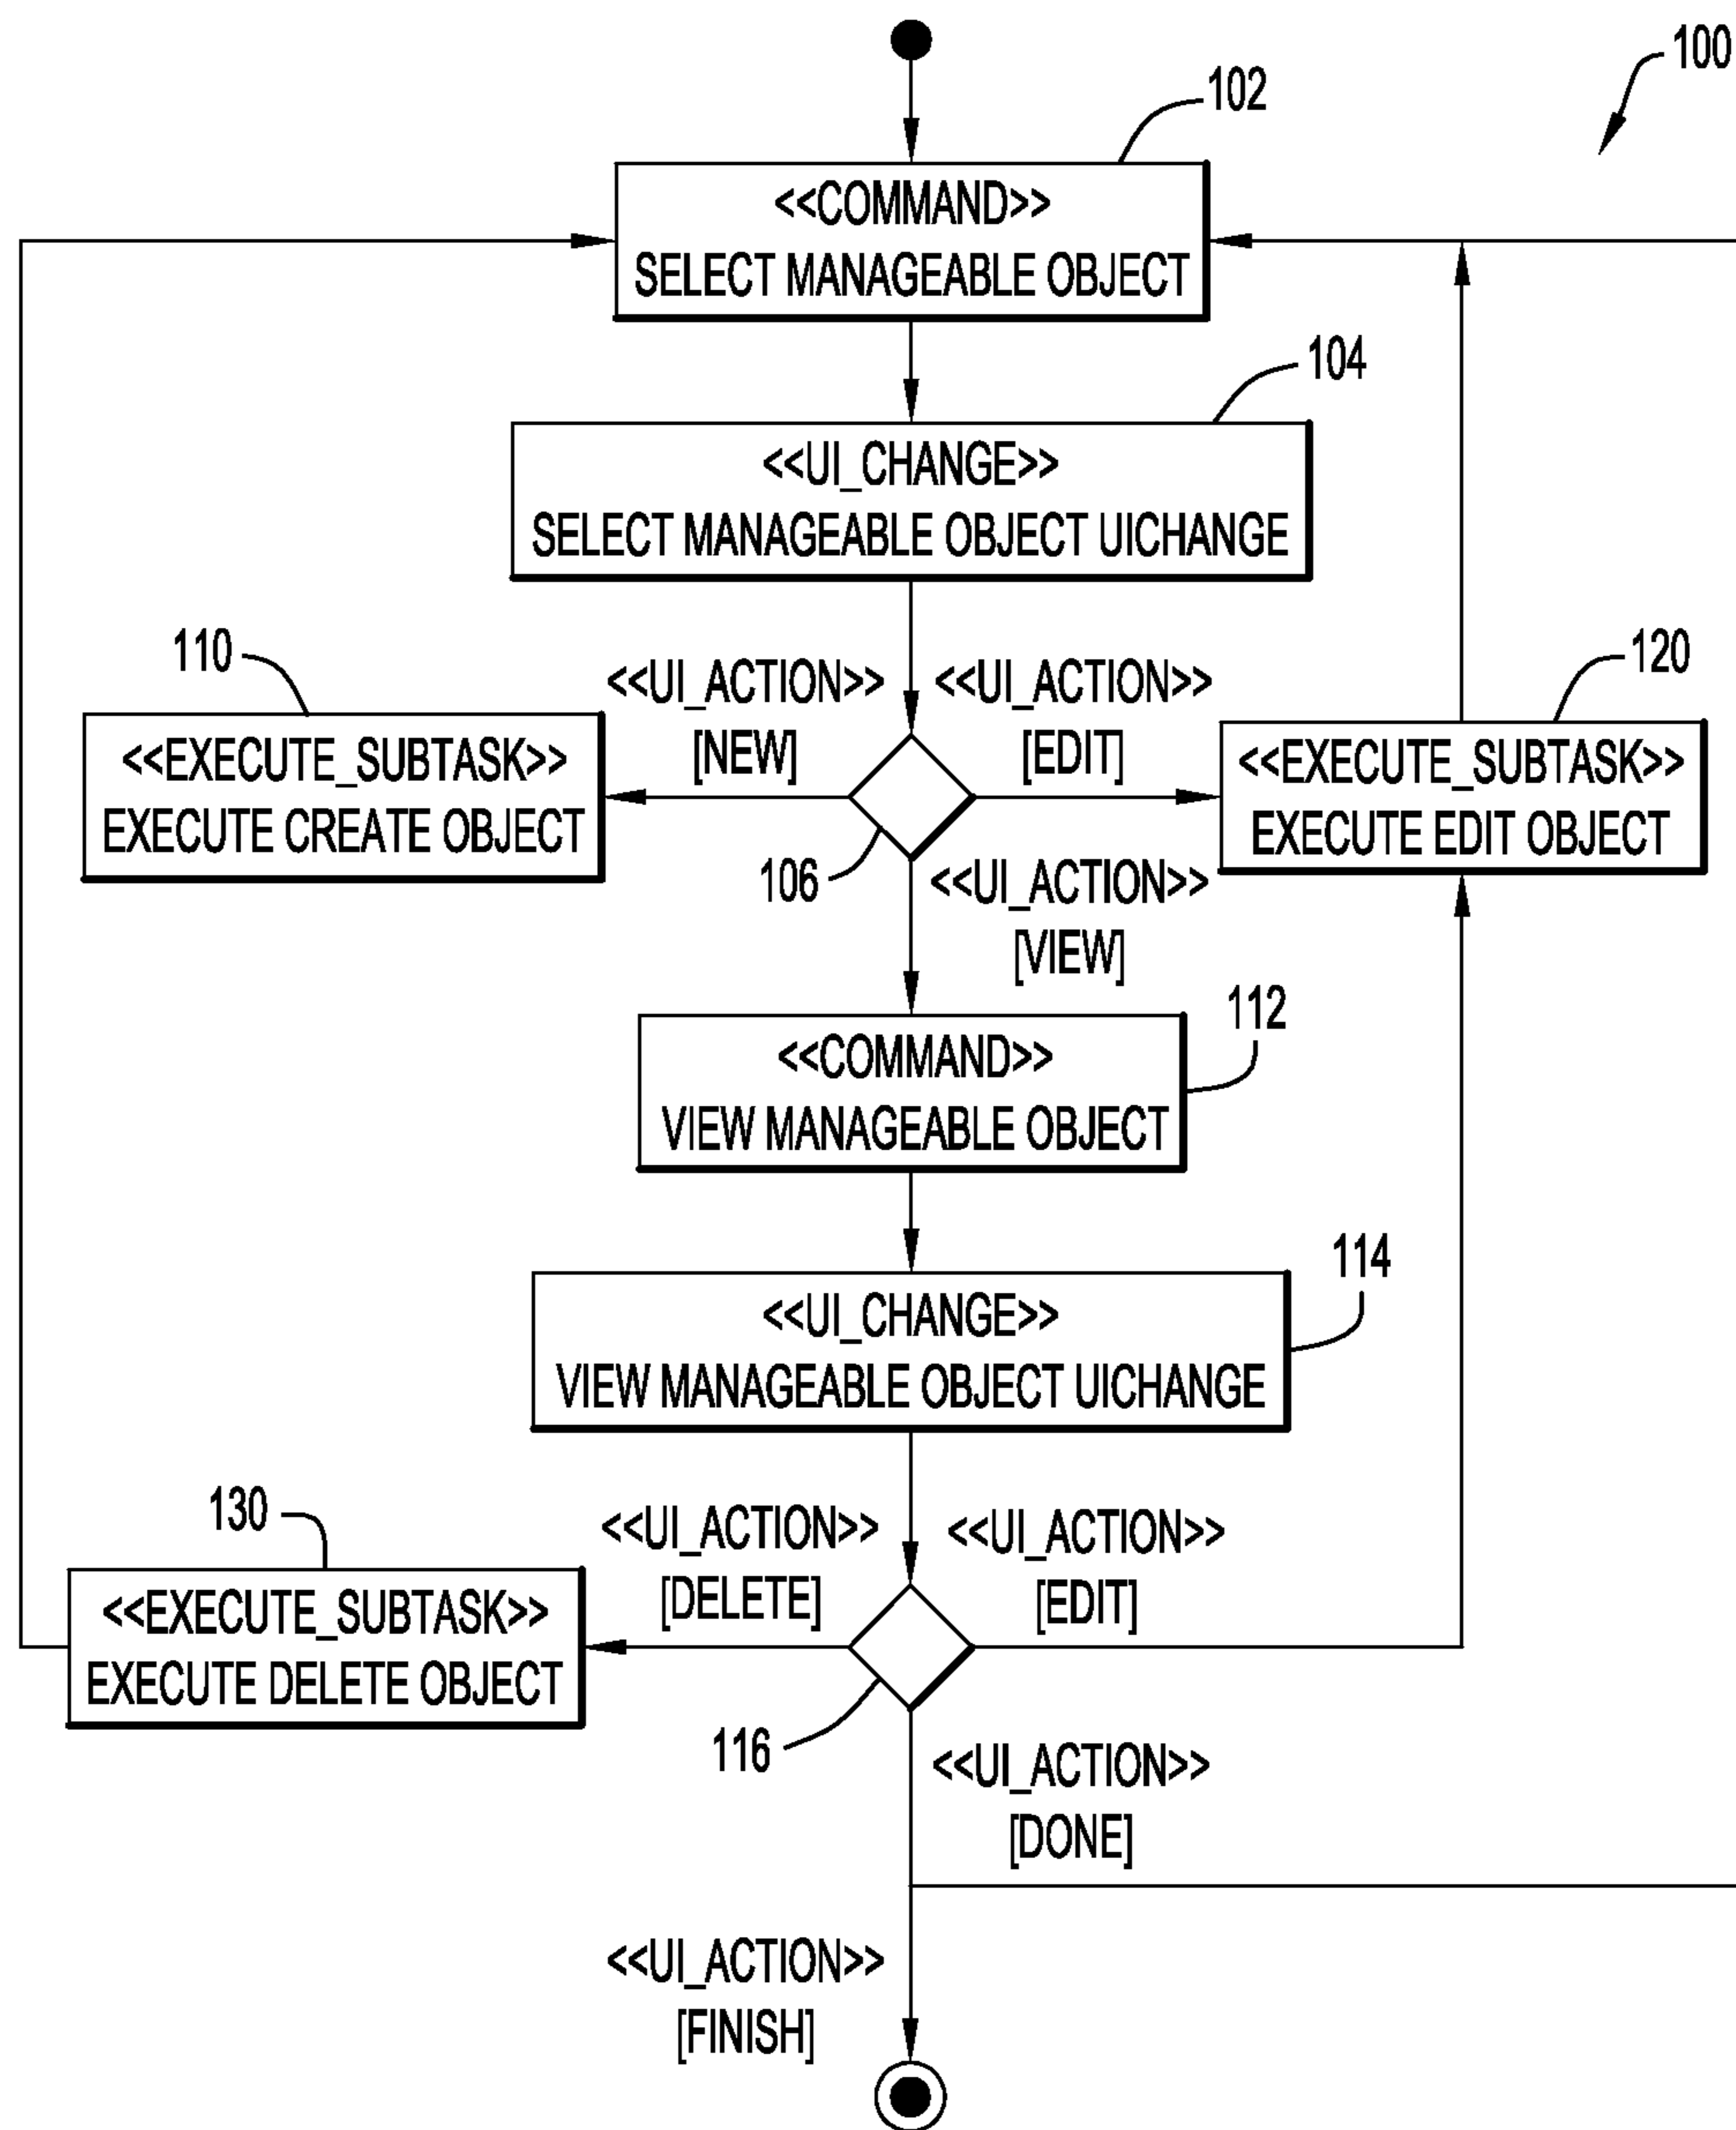 100
102
<<COMMAND>>
SELECT MANAGEABLE OBJECT
104
<<UI_CHANGE>>
SELECT MANAGEABLE OBJECT UICHANGE
110
<<UI_ACTION>>
[NEW]
<<UI_ACTION>>
[EDIT]
120
<<EXECUTE_SUBTASK>>
EXECUTE CREATE OBJECT
<<EXECUTE_SUBTASK>>
EXECUTE EDIT OBJECT
106
<<UI_ACTION>>
[VIEW]
112
<<COMMAND>>
VIEW MANAGEABLE OBJECT
114
<<UI_CHANGE>>
VIEW MANAGEABLE OBJECT UICHANGE
130
<<UI_ACTION>>
[DELETE]
<<UI_ACTION>>
[EDIT]
<<EXECUTE_SUBTASK>>
EXECUTE DELETE OBJECT
116
<<UI_ACTION>>
[DONE]
<<UI_ACTION>>
[FINISH]